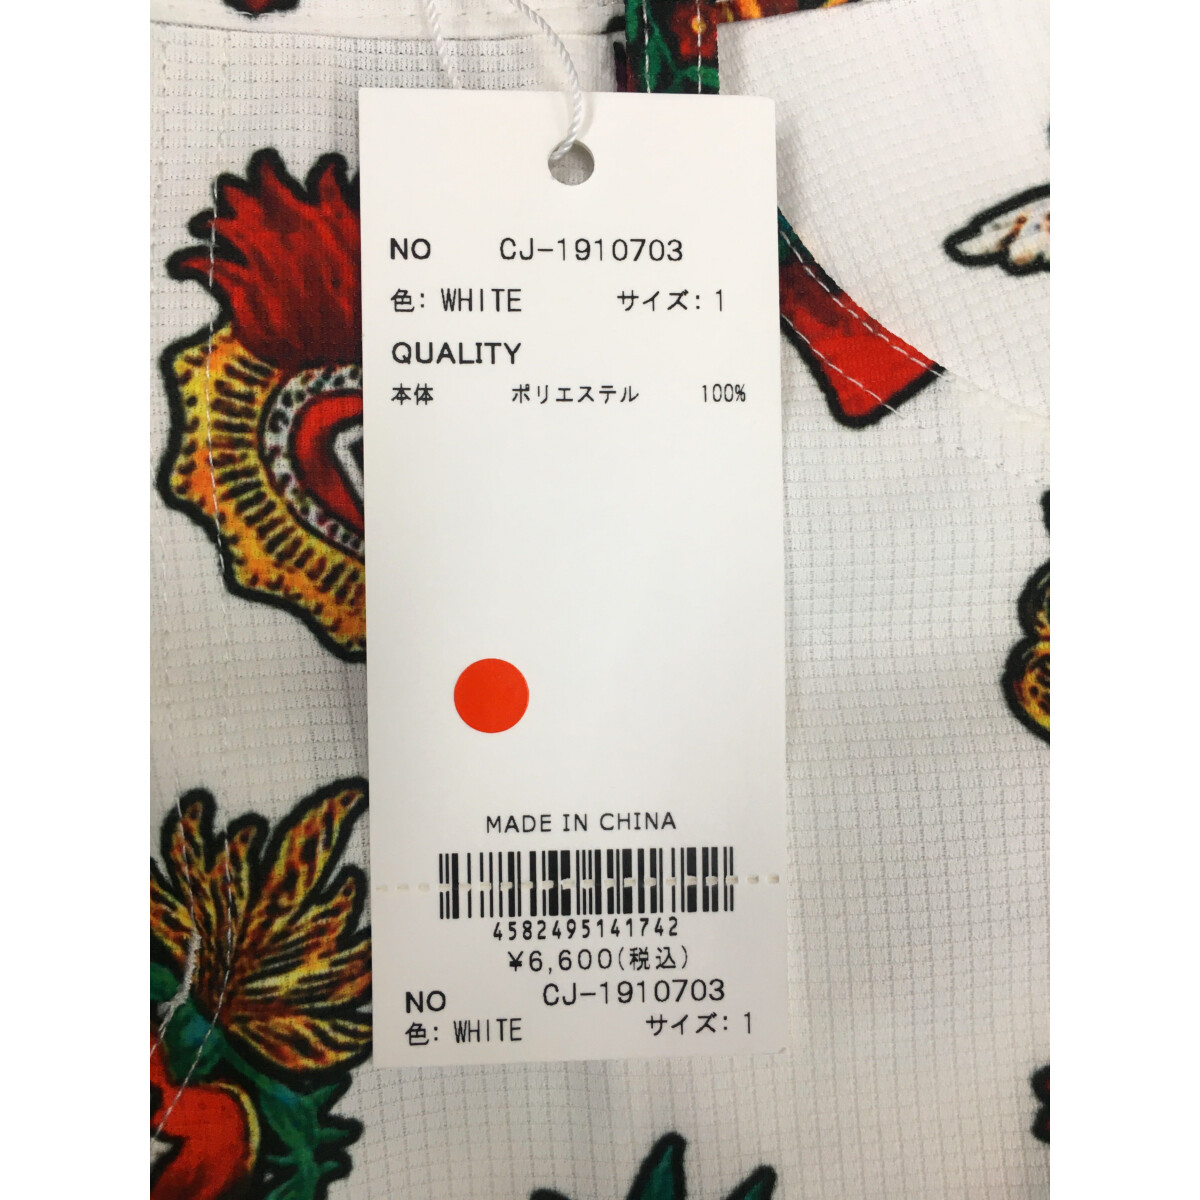 NO CJ-1910703
色: WHITE サイズ: 1
QUALITY
本体 ポリエステル 100%
MADE IN CHINA
4582495141742
¥6,600(税込)
NO CJ-1910703
色: WHITE サイズ: 1